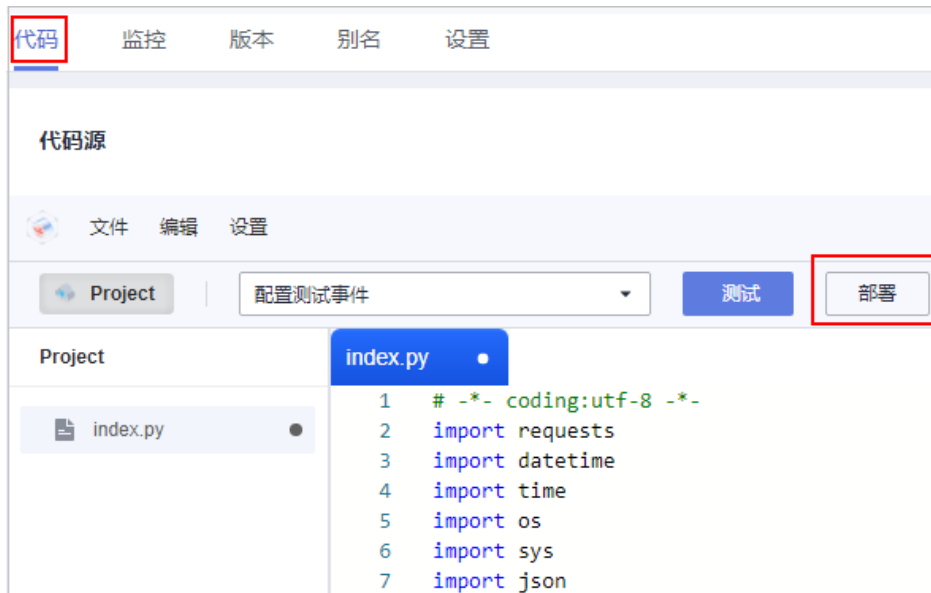 代码 监控 版本 别名 设置
代码源
文件 编辑 设置
Project 配置测试事件 测试 部署
Project index.py
1 # -*- coding:utf-8 -*-
index.py 2 import requests
3 import datetime
4 import time
5 import os
6 import sys
7 import json